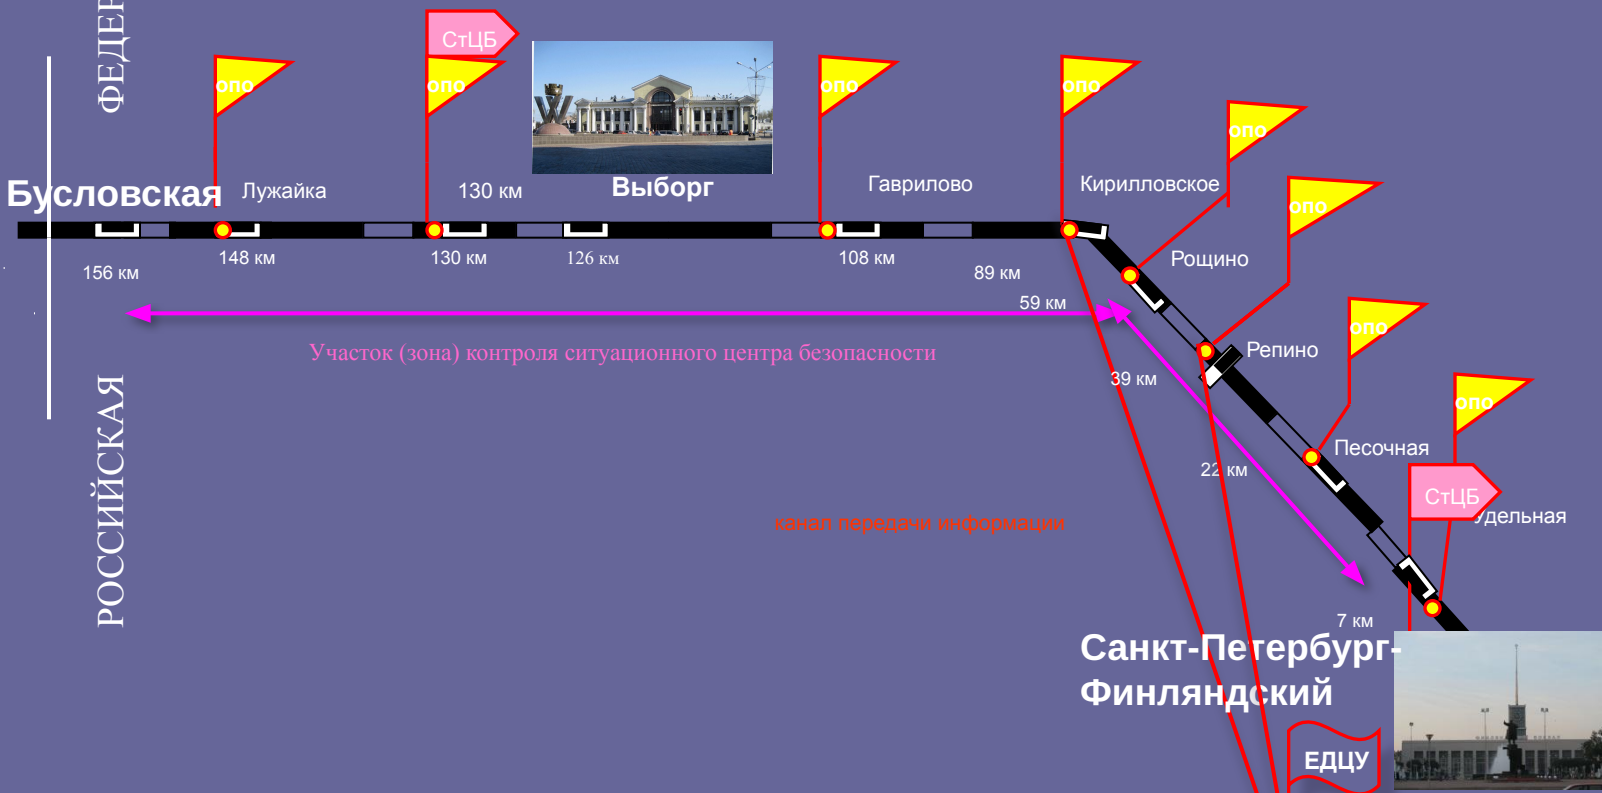 ФЕДЕР
РОССИЙСКАЯ
СтЦБ
опо
опо
опо
опо
опо
опо
опо
опо
Бусловская
Лужайка
130 км
Выборг
Гаврилово
Кирилловское
156 км
148 км
130 км
126 км
108 км
89 км
59 км
Рощино
Участок (зона) контроля ситуационного центра безопасности
Репино
39 км
Песочная
22 км
СтЦБ
Удельная
канал передачи информации
7 км
Санкт-Петербург-
Финляндский
ЕДЦУ